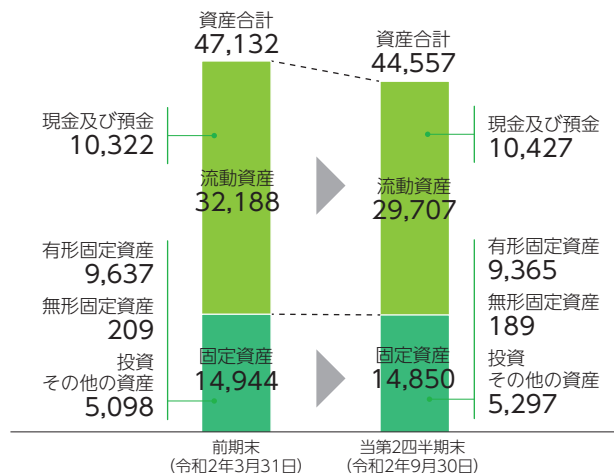 資産合計
47,132
資産合計
44,557
現金及び預金
10,322
流動資産
32,188
流動資産
29,707
現金及び預金
10,427
有形固定資産
9,637
無形固定資産
209
投資
その他の資産
5,098
固定資産
14,944
固定資産
14,850
有形固定資産
9,365
無形固定資産
189
投資
その他の資産
5,297
前期末
(令和2年3月31日)
当第2四半期末
(令和2年9月30日)